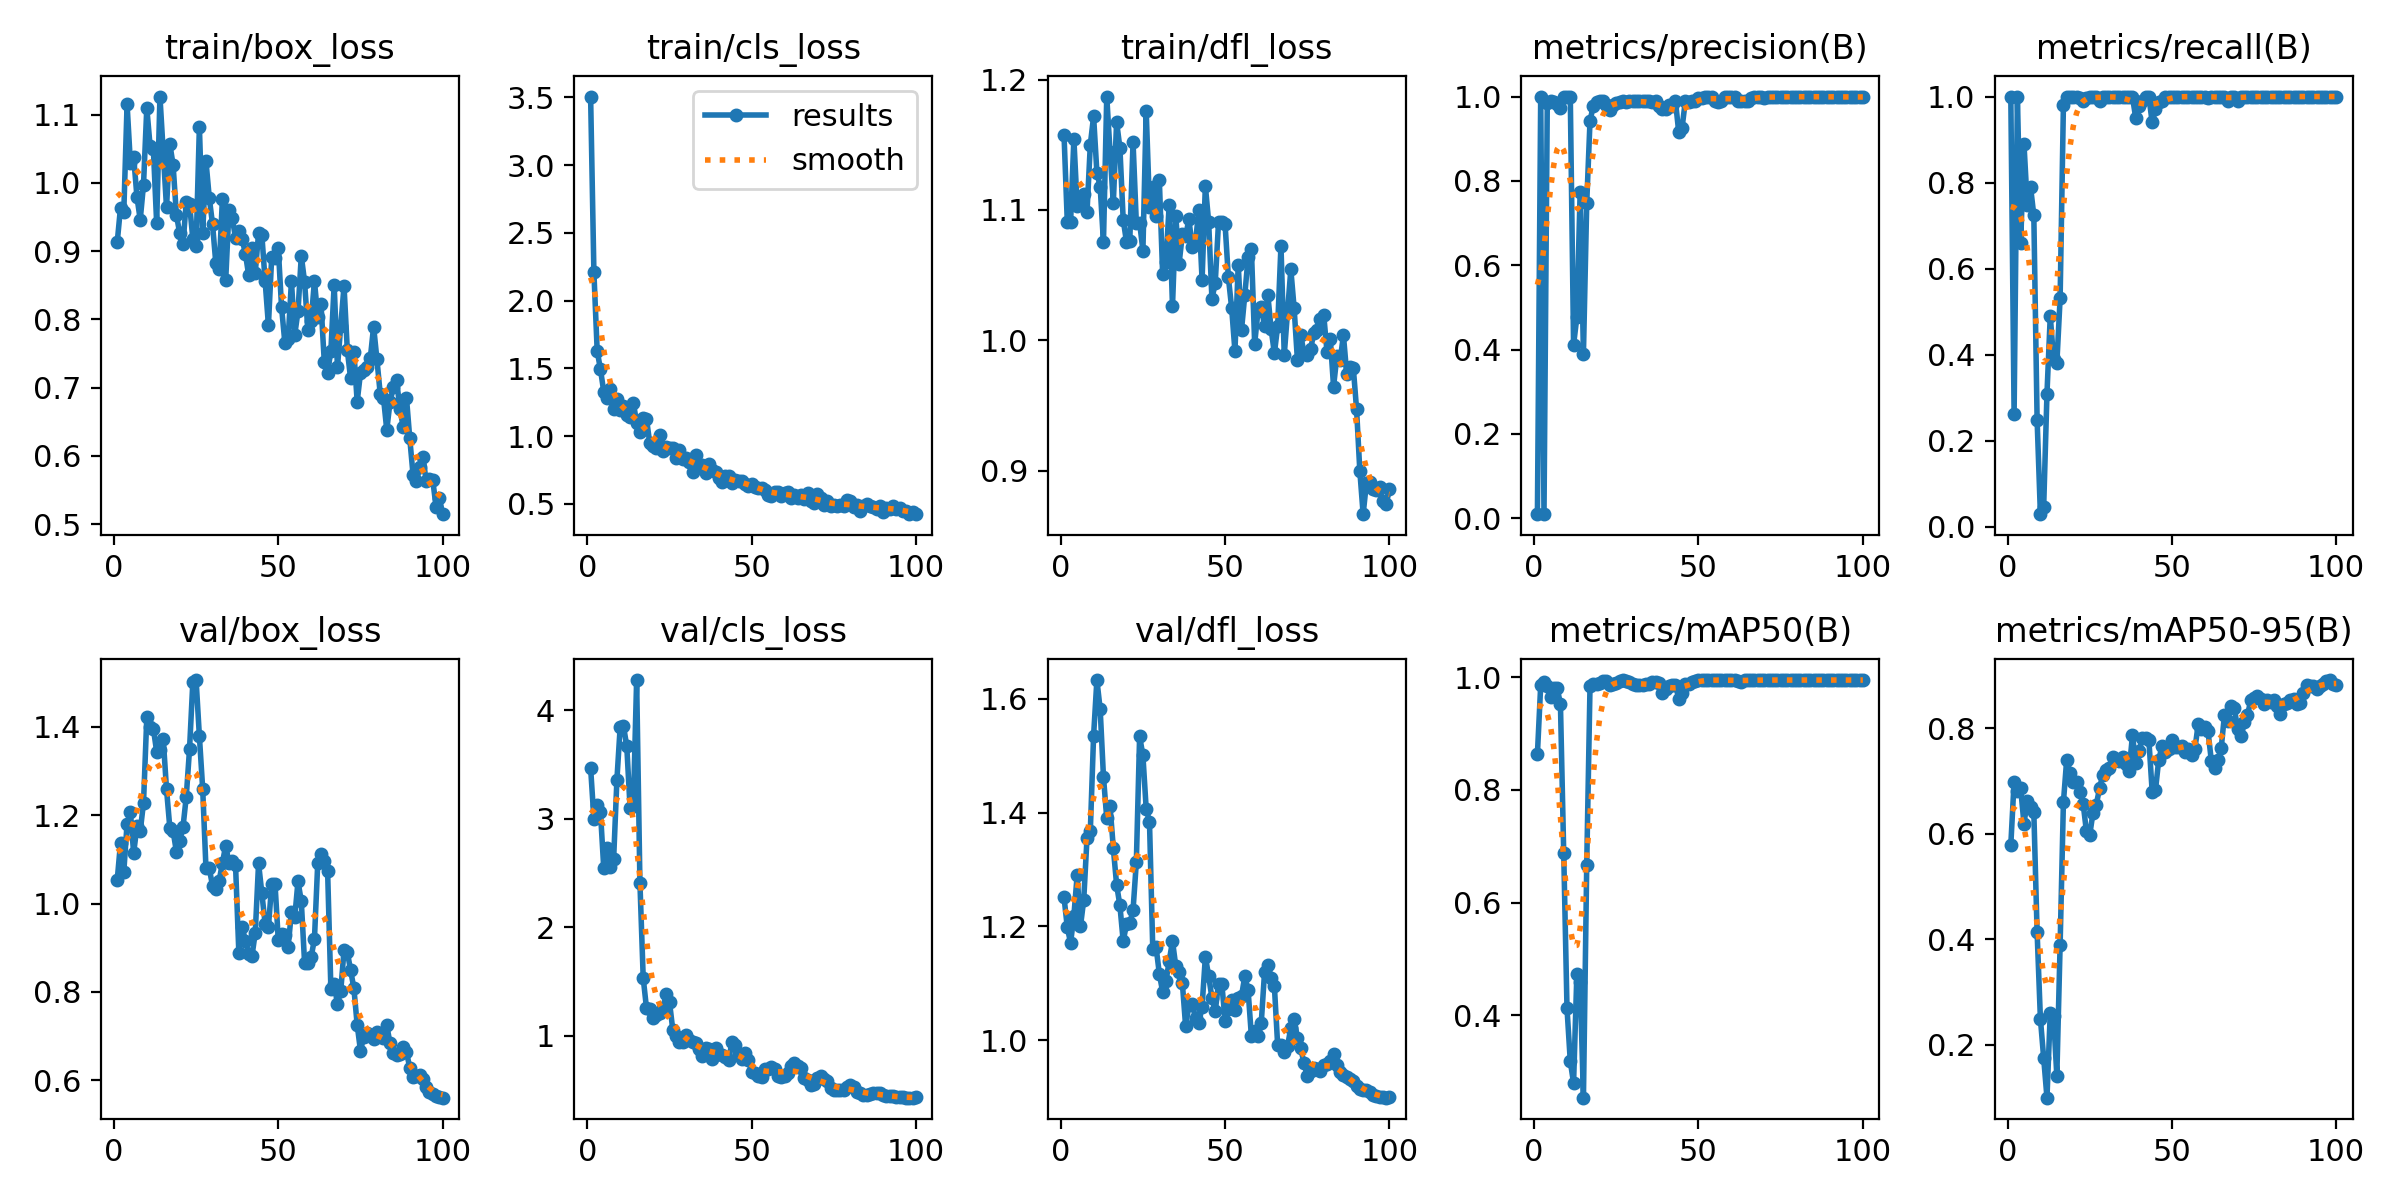 train/box_loss
1.1
1.0
0.9
0.8
0.7
0.6
0.5
0 50 100
train/cls_loss
results
smooth
3.5
3.0
2.5
2.0
1.5
1.0
0.5
0 50 100
train/dfl_loss
1.2
1.1
1.0
0.9
0 50 100
metrics/precision(B)
1.0
0.8
0.6
0.4
0.2
0.0
0 50 100
metrics/recall(B)
1.0
0.8
0.6
0.4
0.2
0.0
0 50 100
val/box_loss
1.4
1.2
1.0
0.8
0.6
0 50 100
val/cls_loss
4
3
2
1
0 50 100
val/dfl_loss
1.6
1.4
1.2
1.0
0 50 100
metrics/mAP50(B)
1.0
0.8
0.6
0.4
0 50 100
metrics/mAP50-95(B)
0.8
0.6
0.4
0.2
0 50 100